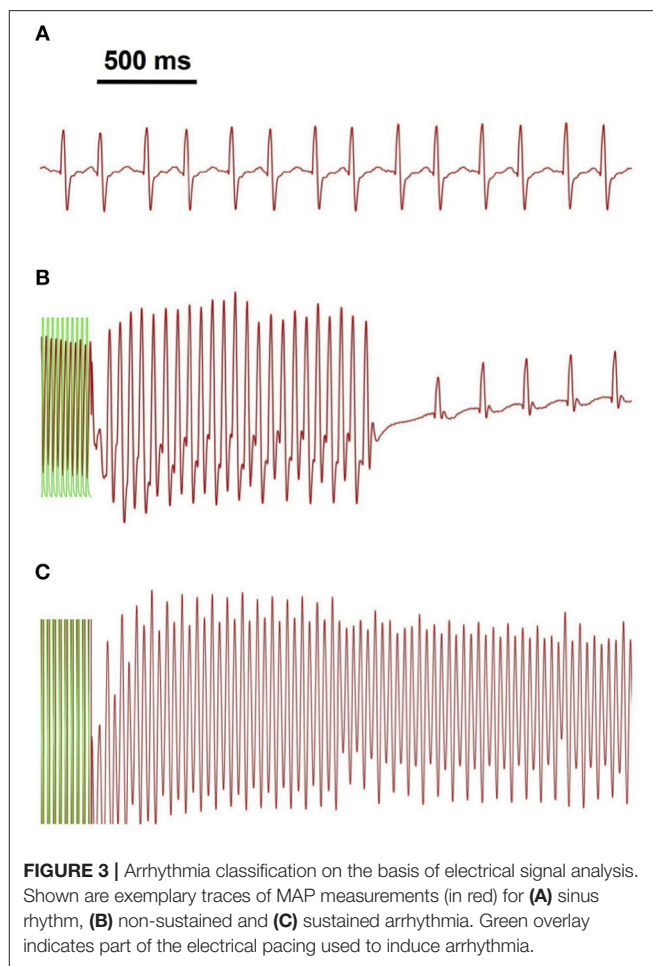 A
500 ms
B
C
FIGURE 3 | Arrhythmia classification on the basis of electrical signal analysis.
Shown are exemplary traces of MAP measurements (in red) for (A) sinus
rhythm, (B) non-sustained and (C) sustained arrhythmia. Green overlay
indicates part of the electrical pacing used to induce arrhythmia.